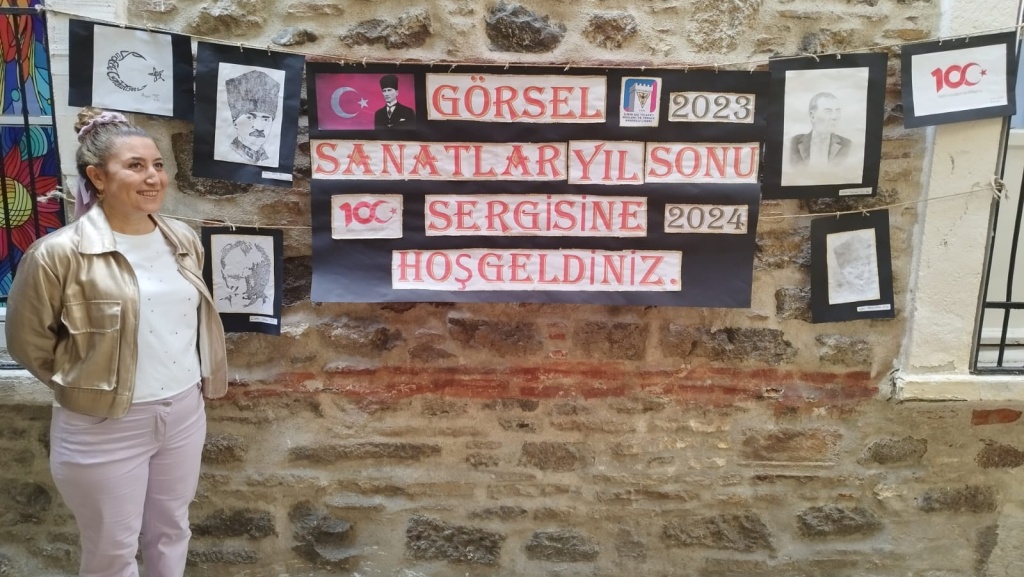 GÖRSEL 2023
SANATLAR YIL SONU
100 SERGİSİNE 2024
HOŞGELDİNİZ.
100